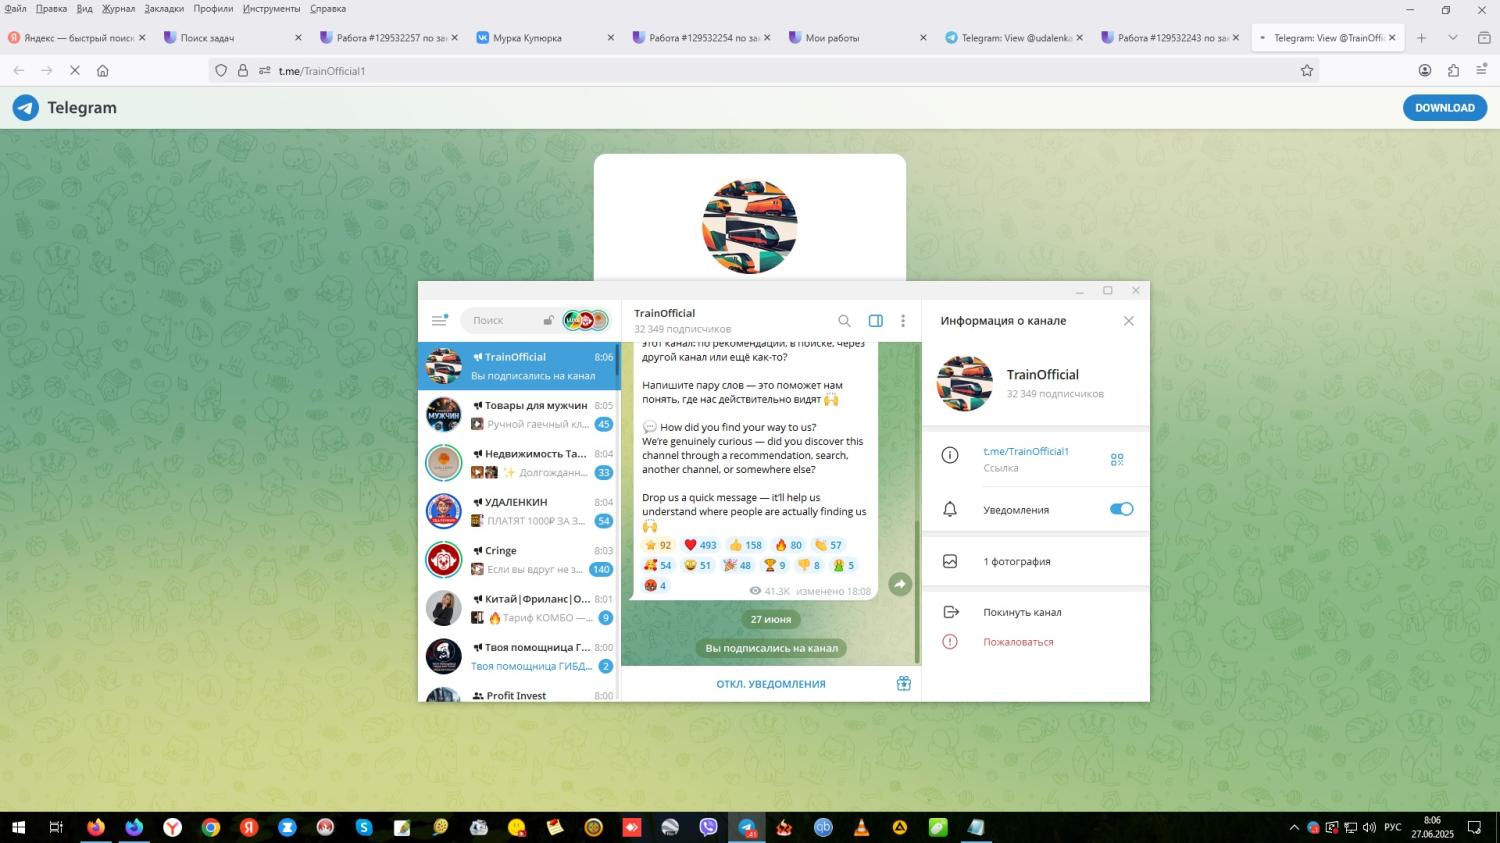 Файл Правка Вид Журнал Закладки Профили Инструменты Справка
Яндекс — быстрый поиск
Поиск задач
Работа #129532257 по за
Мурка Купюрка
Работа #129532254 по за
Мои работы
Telegram: View @udalenka
Работа #129532243 по за
Telegram: View @TrainOffic
t.me/TrainOfficial1
Telegram
DOWNLOAD
Поиск
TrainOfficial 8:06
Вы подписались на канал
Товары для мужчин 8:05
Ручной гаечный кл... 45
Недвижимость Та... 8:04
Долгожданн... 33
УДАЛЕНКИН 8:04
ПЛАТЯТ 1000₽ ЗА З... 54
Cringe 8:03
Если вы вдруг не з... 140
Китай|Фриланс|О... 8:01
Тариф КОМБО —... 9
Твоя помощница Г... 8:00
Твоя помощница ГИБД... 2
Profit Invest 8:00
TrainOfficial
32 349 подписчиков
этот канал: по рекомендации, в поиске, через
другой канал или ещё как-то?
Напишите пару слов — это поможет нам
понять, где нас действительно видят 🙌
💬 How did you find your way to us?
We’re genuinely curious — did you discover this
channel through a recommendation, search,
another channel, or somewhere else?
Drop us a quick message — it’ll help us
understand where people are actually finding us
🙌
92 493 158 80 57
54 51 48 9 8 5
4
41.3K изменено 18:08
27 июня
Вы подписались на канал
ОТКЛ. УВЕДОМЛЕНИЯ
Информация о канале
TrainOfficial
32 349 подписчиков
t.me/TrainOfficial1
Ссылка
Уведомления
1 фотография
Покинуть канал
Пожаловаться
РУС
8:06
27.06.2025